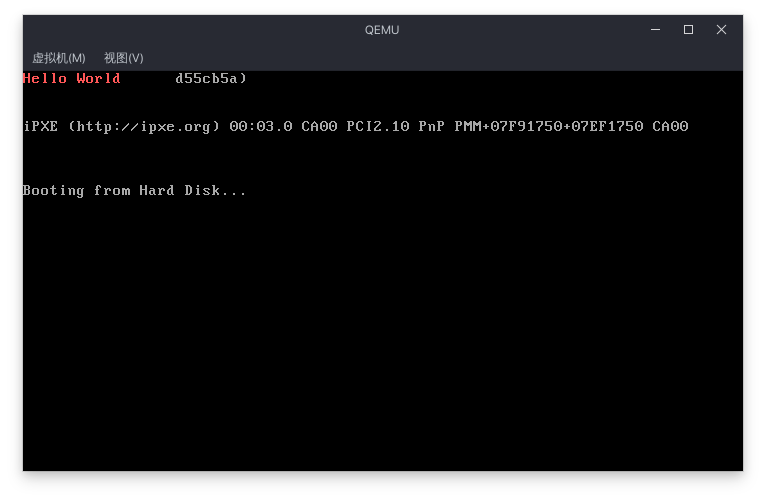 QEMU
虚拟机(M) 视图(V)
Hello World d55cb5a)
iPXE (http://ipxe.org) 00:03.0 CA00 PCI2.10 PnP PMM+07F91750+07EF1750 CA00
Booting from Hard Disk...